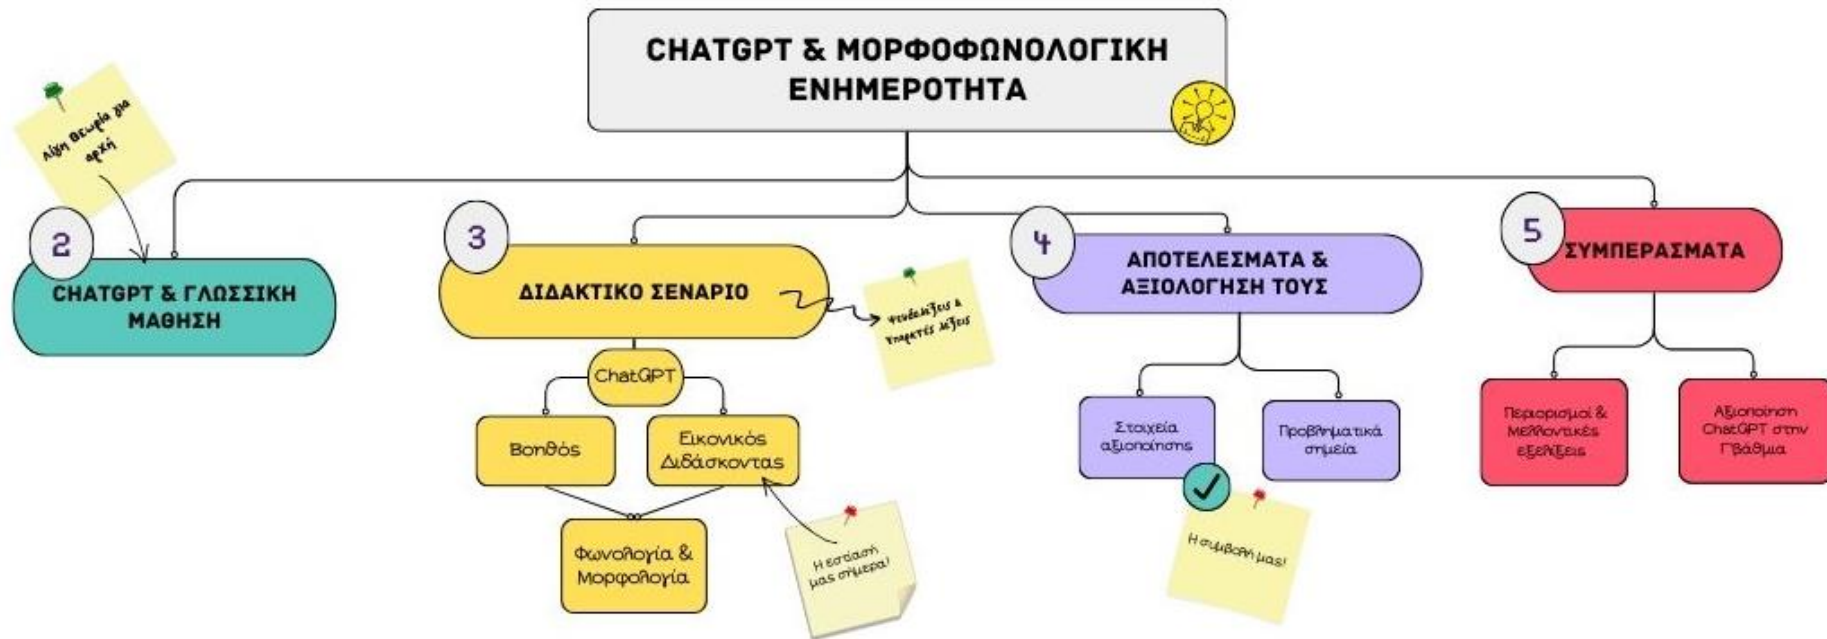 CHATGPT & ΜΟΡΦΟΦΩΝΟΛΟΓΙΚΗ
ΕΝΗΜΕΡΟΤΗΤΑ
Λίγη θεωρία για
αρχή
2
CHATGPT & ΓΛΩΣΣΙΚΗ
ΜΑΘΗΣΗ
3
ΔΙΔΑΚΤΙΚΟ ΣΕΝΑΡΙΟ
Ψευδολέξεις &
Υπαρκτές λέξεις
ChatGPT
Βοηθός
Εικονικός
Διδάσκοντας
Φωνολογία &
Μορφολογία
Η εστίασή
μας σήμερα!
4
ΑΠΟΤΕΛΕΣΜΑΤΑ &
ΑΞΙΟΛΟΓΗΣΗ ΤΟΥΣ
Στοιχεία
αξιοποίησης
Προβληματικά
σημεία
Η συμβολή μας!
5
ΣΥΜΠΕΡΑΣΜΑΤΑ
Περιορισμοί &
Μελλοντικές
εξελίξεις
Αξιοποίηση
ChatGPT στην
Γ'βάθμια